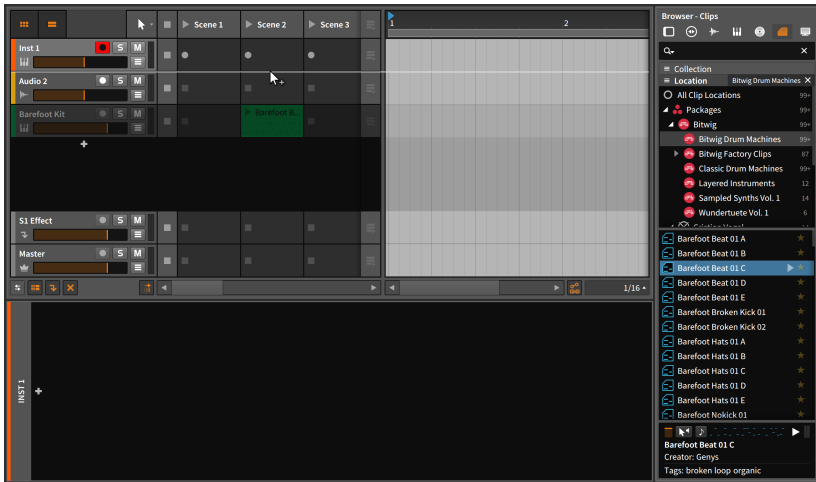 Scene 1
Scene 2
Scene 3
1
2
Inst 1
S
M
Audio 2
S
M
Barefoot Kit
S
M
Barefoot B...
S1 Effect
S
M
Master
S
M
1/16
INST 1
Browser - Clips
Collection
Location
Bitwig Drum Machines
All Clip Locations 99+
Packages 99+
Bitwig 99+
Bitwig Drum Machines 99+
Bitwig Factory Clips 87
Classic Drum Machines 99+
Layered Instruments 12
Sampled Synths Vol. 1 14
Wundertuete Vol. 1 6
Barefoot Beat 01 A
Barefoot Beat 01 B
Barefoot Beat 01 C
Barefoot Beat 01 D
Barefoot Beat 01 E
Barefoot Broken Kick 01
Barefoot Broken Kick 02
Barefoot Hats 01 A
Barefoot Hats 01 B
Barefoot Hats 01 C
Barefoot Hats 01 D
Barefoot Hats 01 E
Barefoot Nokick 01
Barefoot Beat 01 C
Creator: Genys
Tags: broken loop organic